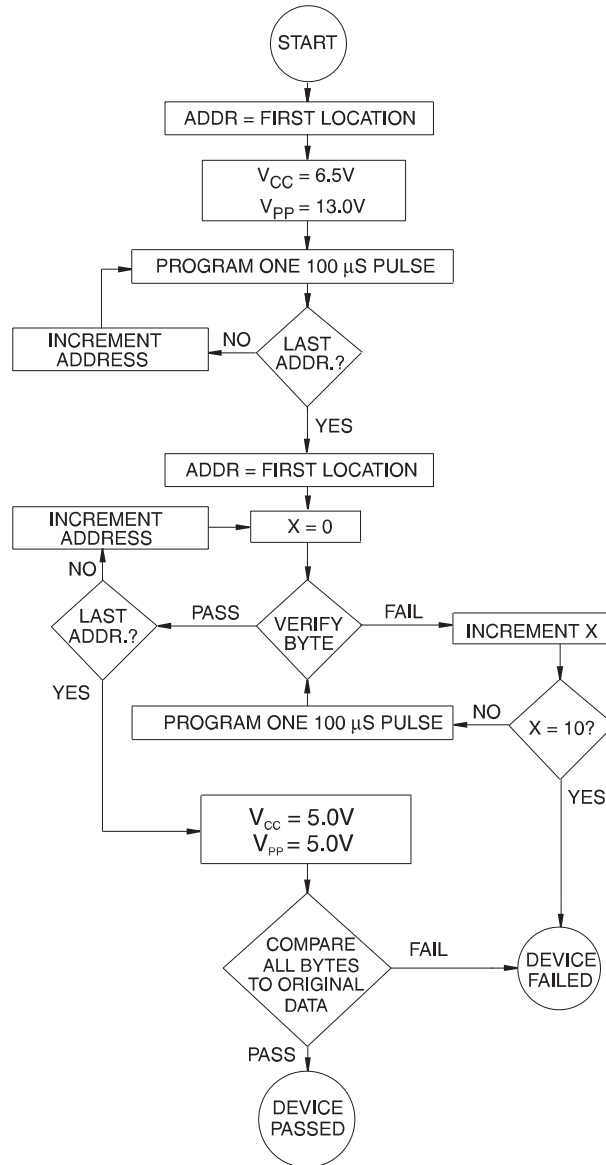 START
ADDR = FIRST LOCATION
VCC = 6.5V
VPP = 13.0V
PROGRAM ONE 100 µS PULSE
INCREMENT
ADDRESS
NO
LAST
ADDR.?
YES
ADDR = FIRST LOCATION
INCREMENT
ADDRESS
X = 0
NO
LAST
ADDR.?
PASS
VERIFY
BYTE
FAIL
INCREMENT X
YES
PROGRAM ONE 100 µS PULSE
NO
X = 10?
YES
VCC = 5.0V
VPP = 5.0V
COMPARE
ALL BYTES
TO ORIGINAL
DATA
FAIL
DEVICE
FAILED
PASS
DEVICE
PASSED